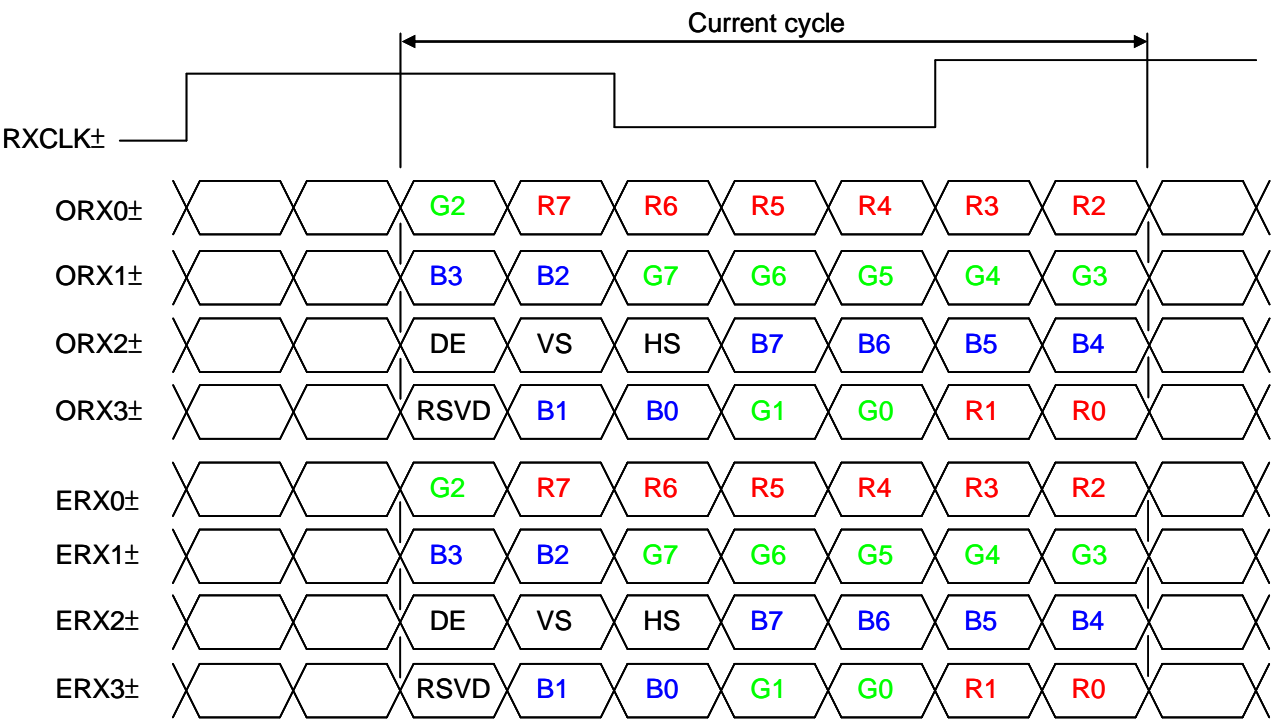 Current cycle
RXCLK±
ORX0± G2 R7 R6 R5 R4 R3 R2
ORX1± B3 B2 G7 G6 G5 G4 G3
ORX2± DE VS HS B7 B6 B5 B4
ORX3± RSVD B1 B0 G1 G0 R1 R0
ERX0± G2 R7 R6 R5 R4 R3 R2
ERX1± B3 B2 G7 G6 G5 G4 G3
ERX2± DE VS HS B7 B6 B5 B4
ERX3± RSVD B1 B0 G1 G0 R1 R0